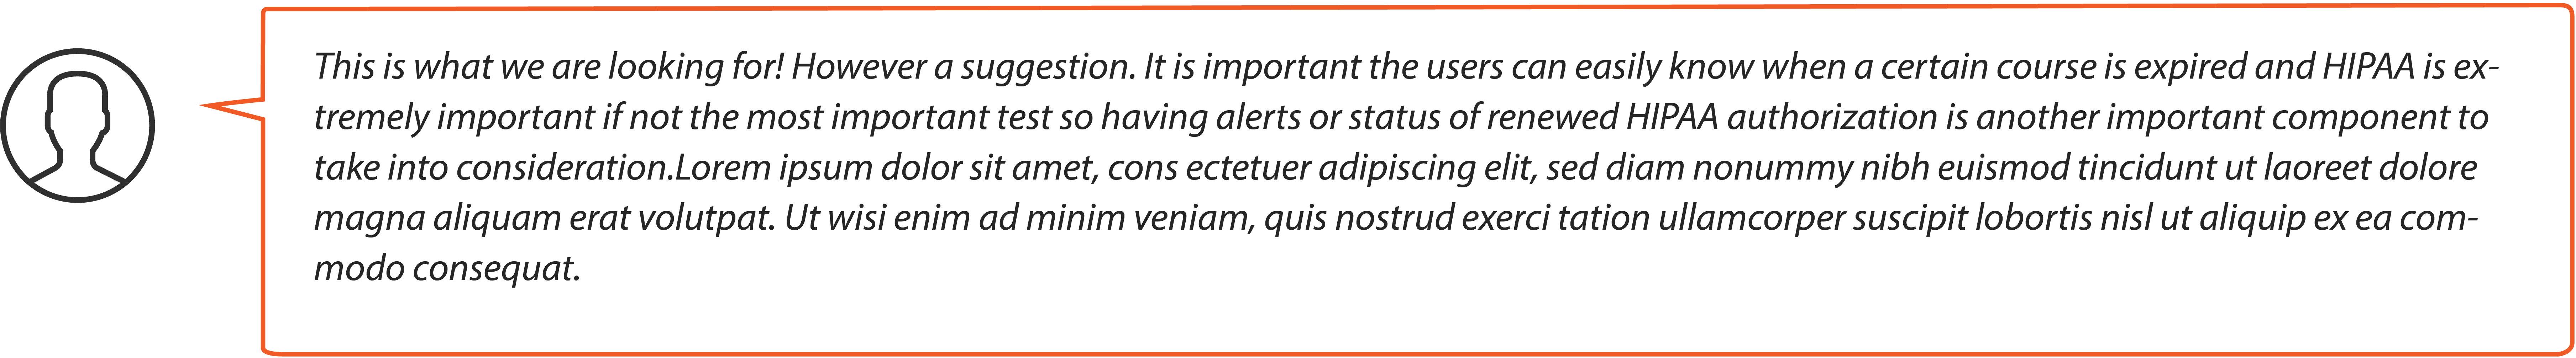 This is what we are looking for! However a suggestion. It is important the users can easily know when a certain course is expired and HIPAA is ex-
tremely important if not the most important test so having alerts or status of renewed HIPAA authorization is another important component to
take into consideration.Lorem ipsum dolor sit amet, cons ectetuer adipiscing elit, sed diam nonummy nibh euismod tincidunt ut laoreet dolore
magna aliquam erat volutpat. Ut wisi enim ad minim veniam, quis nostrud exerci tation ullamcorper suscipit lobortis nisl ut aliquip ex ea com-
modo consequat.